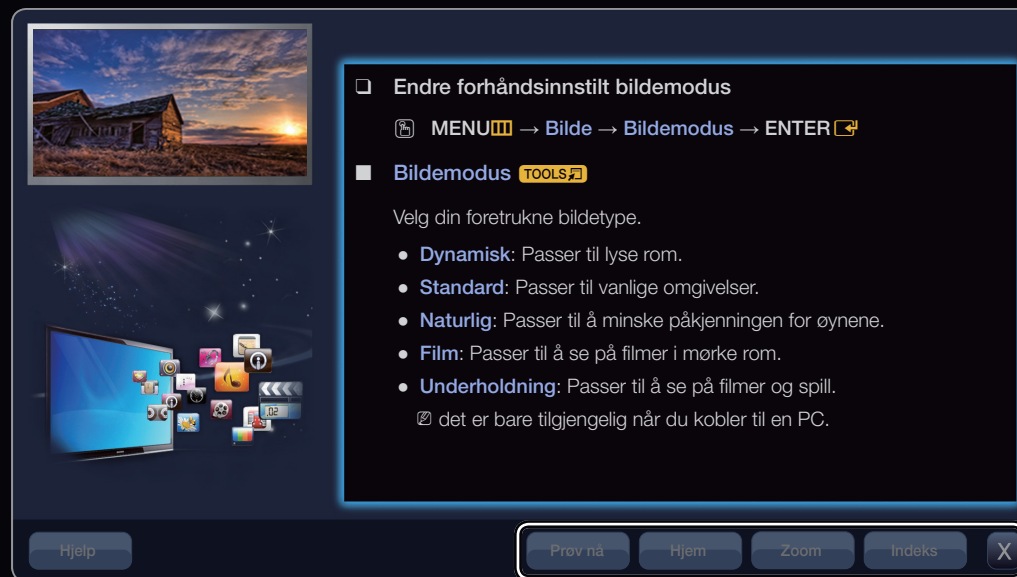 ❑ Endre forhåndsinnstilt bildemodus
MENU → Bilde → Bildemodus → ENTER
■ Bildemodus TOOLS
Velg din foretrukne bildetype.
● Dynamisk: Passer til lyse rom.
● Standard: Passer til vanlige omgivelser.
● Naturlig: Passer til å minske påkjenningen for øynene.
● Film: Passer til å se på filmer i mørke rom.
● Underholdning: Passer til å se på filmer og spill.
det er bare tilgjengelig når du kobler til en PC.
.02
Hjelp Prøv nå Hjem Zoom Indeks X